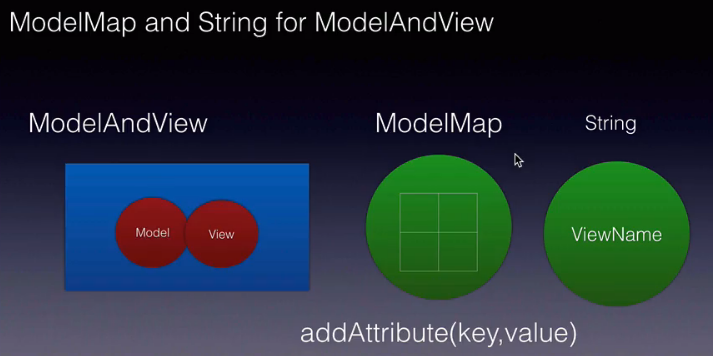 ModelMap and String for ModelAndView
ModelAndView
ModelMap
String
Model
View
ViewName
addAttribute(key,value)